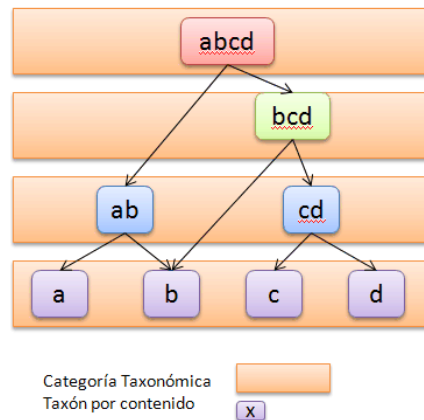 abcd
bcd
ab cd
a b c d
Categoría Taxonómica
Taxón por contenido
x